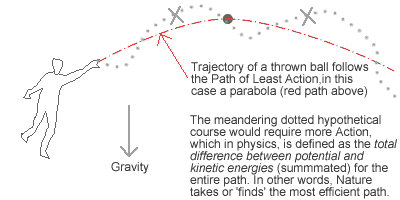 Trajectory of a thrown ball follows
the Path of Least Action,in this
case a parabola (red path above)
The meandering dotted hypothetical
course would require more Action,
which in physics, is defined as the total
difference between potential and
kinetic energies (summmated) for the
entire path. In other words, Nature
takes or 'finds' the most efficient path.
Gravity